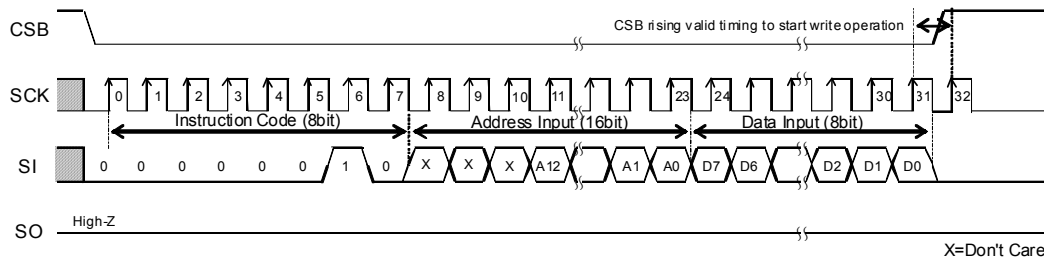 CSB
CSB rising valid timing to start write operation
SCK
0 1 2 3 4 5 6 7 8 9 10 11 23 24 30 31 32
Instruction Code (8bit) Address Input (16bit) Data Input (8bit)
SI
0 0 0 0 0 0 1 0 X X X A12 A1 A0 D7 D6 D2 D1 D0
High-Z
SO
X=Don't Care